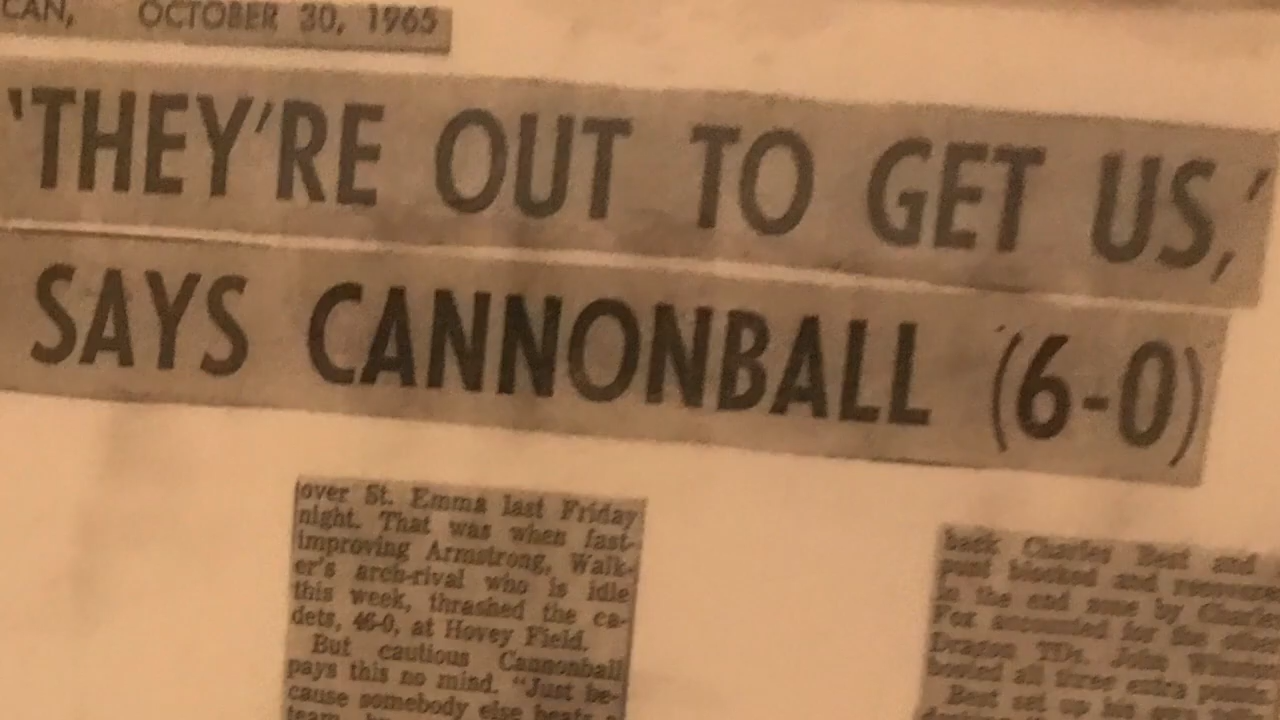 CAN, OCTOBER 30, 1965
'THEY'RE OUT TO GET US,'
SAYS CANNONBALL (6-0)
over St. Emma last Friday
night. That was when fast-
improving Armstrong, Walk-
er's arch-rival who is idle
this week, thrashed the ca-
dets, 46-0, at Hovey Field.
But cautious Cannonball
pays this no mind. "Just be-
cause somebody else beats a
team
back Charles Best and
punt blocked and recovered
in the end zone by Charles
Fox accounted for the other
Dragon TDs. John Winston
booted all three extra points.
Best set up his own